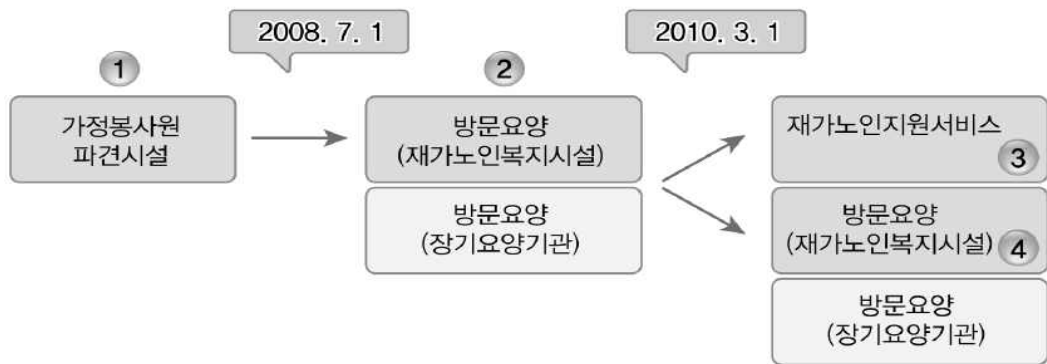 2008. 7. 1
2010. 3. 1
1
2
가정봉사원
파견시설
방문요양
(재가노인복지시설)
방문요양
(장기요양기관)
재가노인지원서비스
3
방문요양
(재가노인복지시설)
4
방문요양
(장기요양기관)